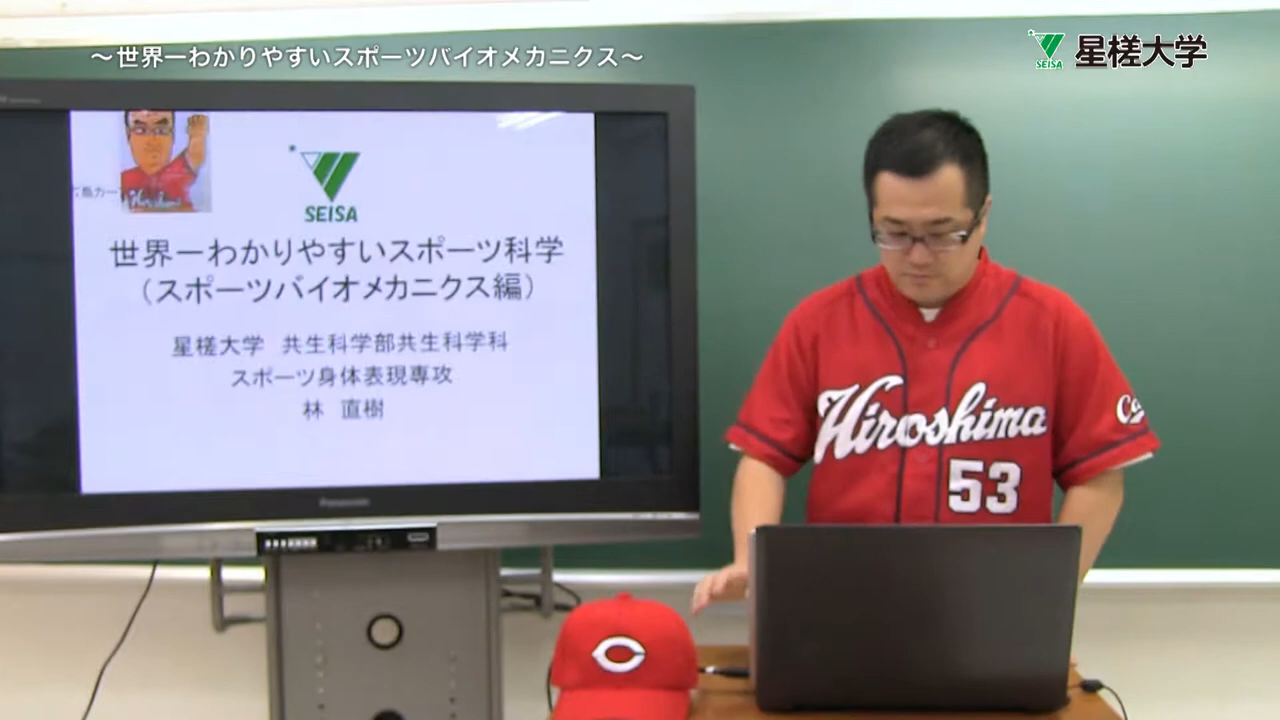 ～世界一わかりやすいスポーツバイオメカニクス～
SEISA
星槎大学
Hiroshima
SEISA
世界一わかりやすいスポーツ科学
（スポーツバイオメカニクス編）
星槎大学　共生科学部共生科学科
スポーツ身体表現専攻
林　直樹
Panasonic
Hiroshima
53
C